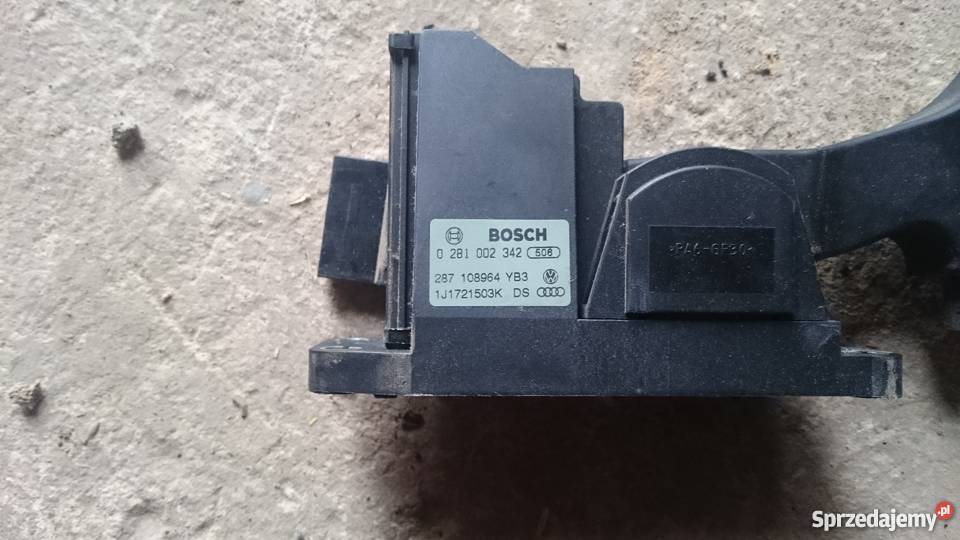 BOSCH
0 281 002 342 506
287 108964 YB3
1J1721503K DS
>PA6-GF30<
Sprzedajemy.pl